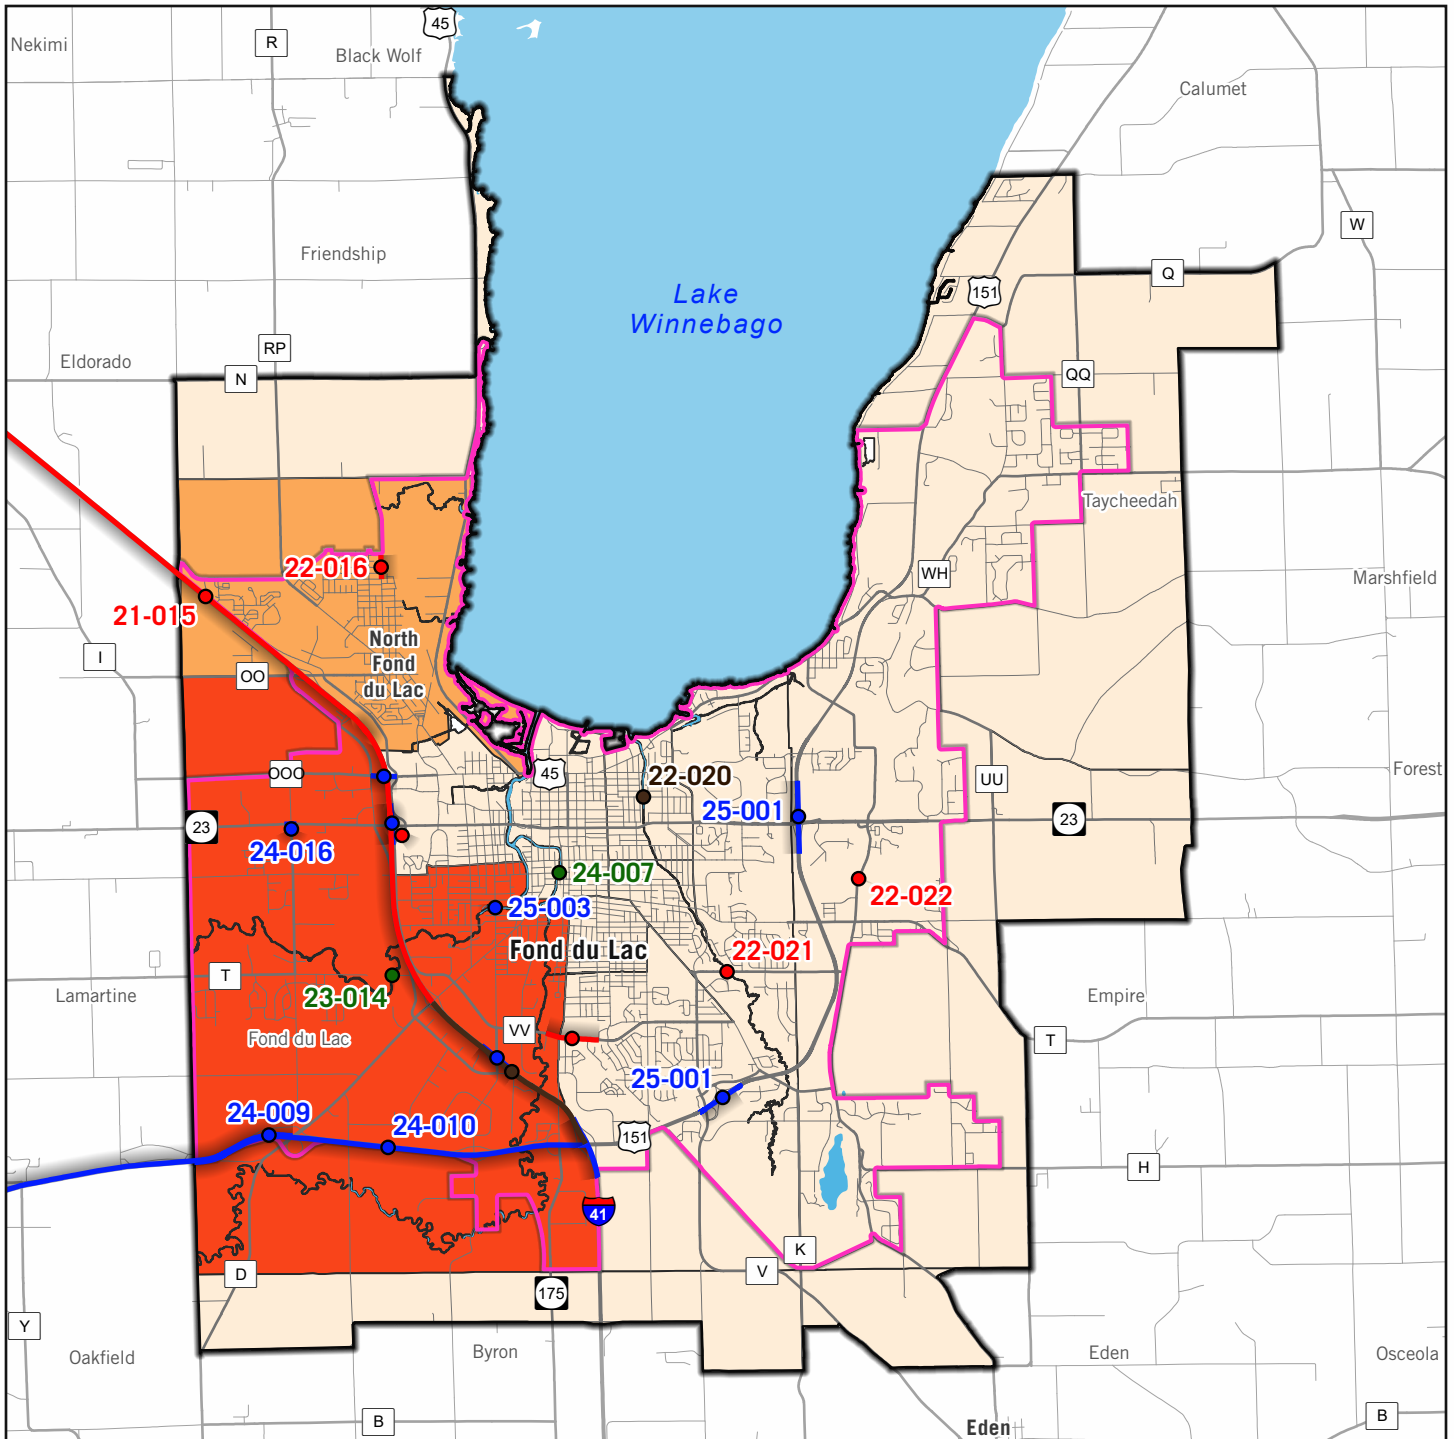 45
Nekimi
R
Black Wolf
Calumet
W
Friendship
Q
151
Lake
Winnebago
RP
Eldorado
N
QQ
Taycheedah
22-016
WH
Marshfield
21-015
North
Fond
du Lac
I
OO
OOO
45
22-020
UU
Forest
23
25-001
23
24-016
24-007
22-022
25-003
Fond du Lac
22-021
T
23-014
Lamartine
Empire
VV
Fond du Lac
T
25-001
24-009
24-010
151
H
41
K
D
V
175
Y
Oakfield
Byron
Eden
Osceola
B
Eden
B